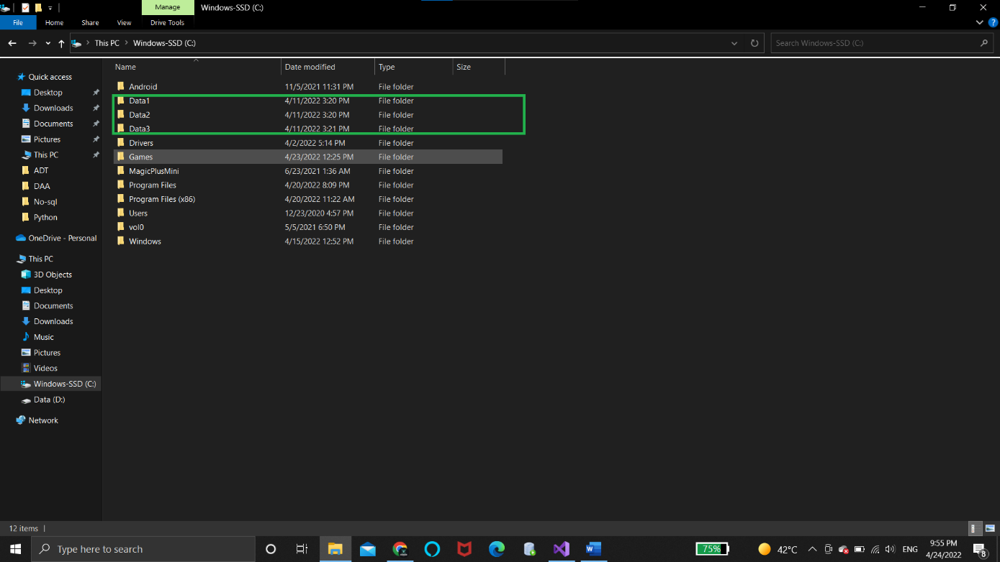 Manage
Windows-SSD (C:)
File
Home
Share
View
Drive Tools
This PC
Windows-SSD (C:)
Search Windows-SSD (C:)
Name
Date modified
Type
Size
Quick access
Desktop
Downloads
Documents
Pictures
This PC
ADT
DAA
No-sql
Python
OneDrive - Personal
This PC
3D Objects
Desktop
Documents
Downloads
Music
Pictures
Videos
Windows-SSD (C:)
Data (D:)
Network
Android 11/5/2021 11:31 PM File folder
Data1 4/11/2022 3:20 PM File folder
Data2 4/11/2022 3:20 PM File folder
Data3 4/11/2022 3:21 PM File folder
Drivers 4/2/2022 5:14 PM File folder
Games 4/23/2022 12:25 PM File folder
MagicPlusMini 6/23/2021 1:36 AM File folder
Program Files 4/20/2022 8:09 PM File folder
Program Files (x86) 4/20/2022 11:22 AM File folder
Users 12/23/2020 4:57 PM File folder
vol0 5/5/2021 6:50 PM File folder
Windows 4/15/2022 12:52 PM File folder
12 items
Type here to search
W
75%
42°C
ENG
9:55 PM
4/24/2022
8